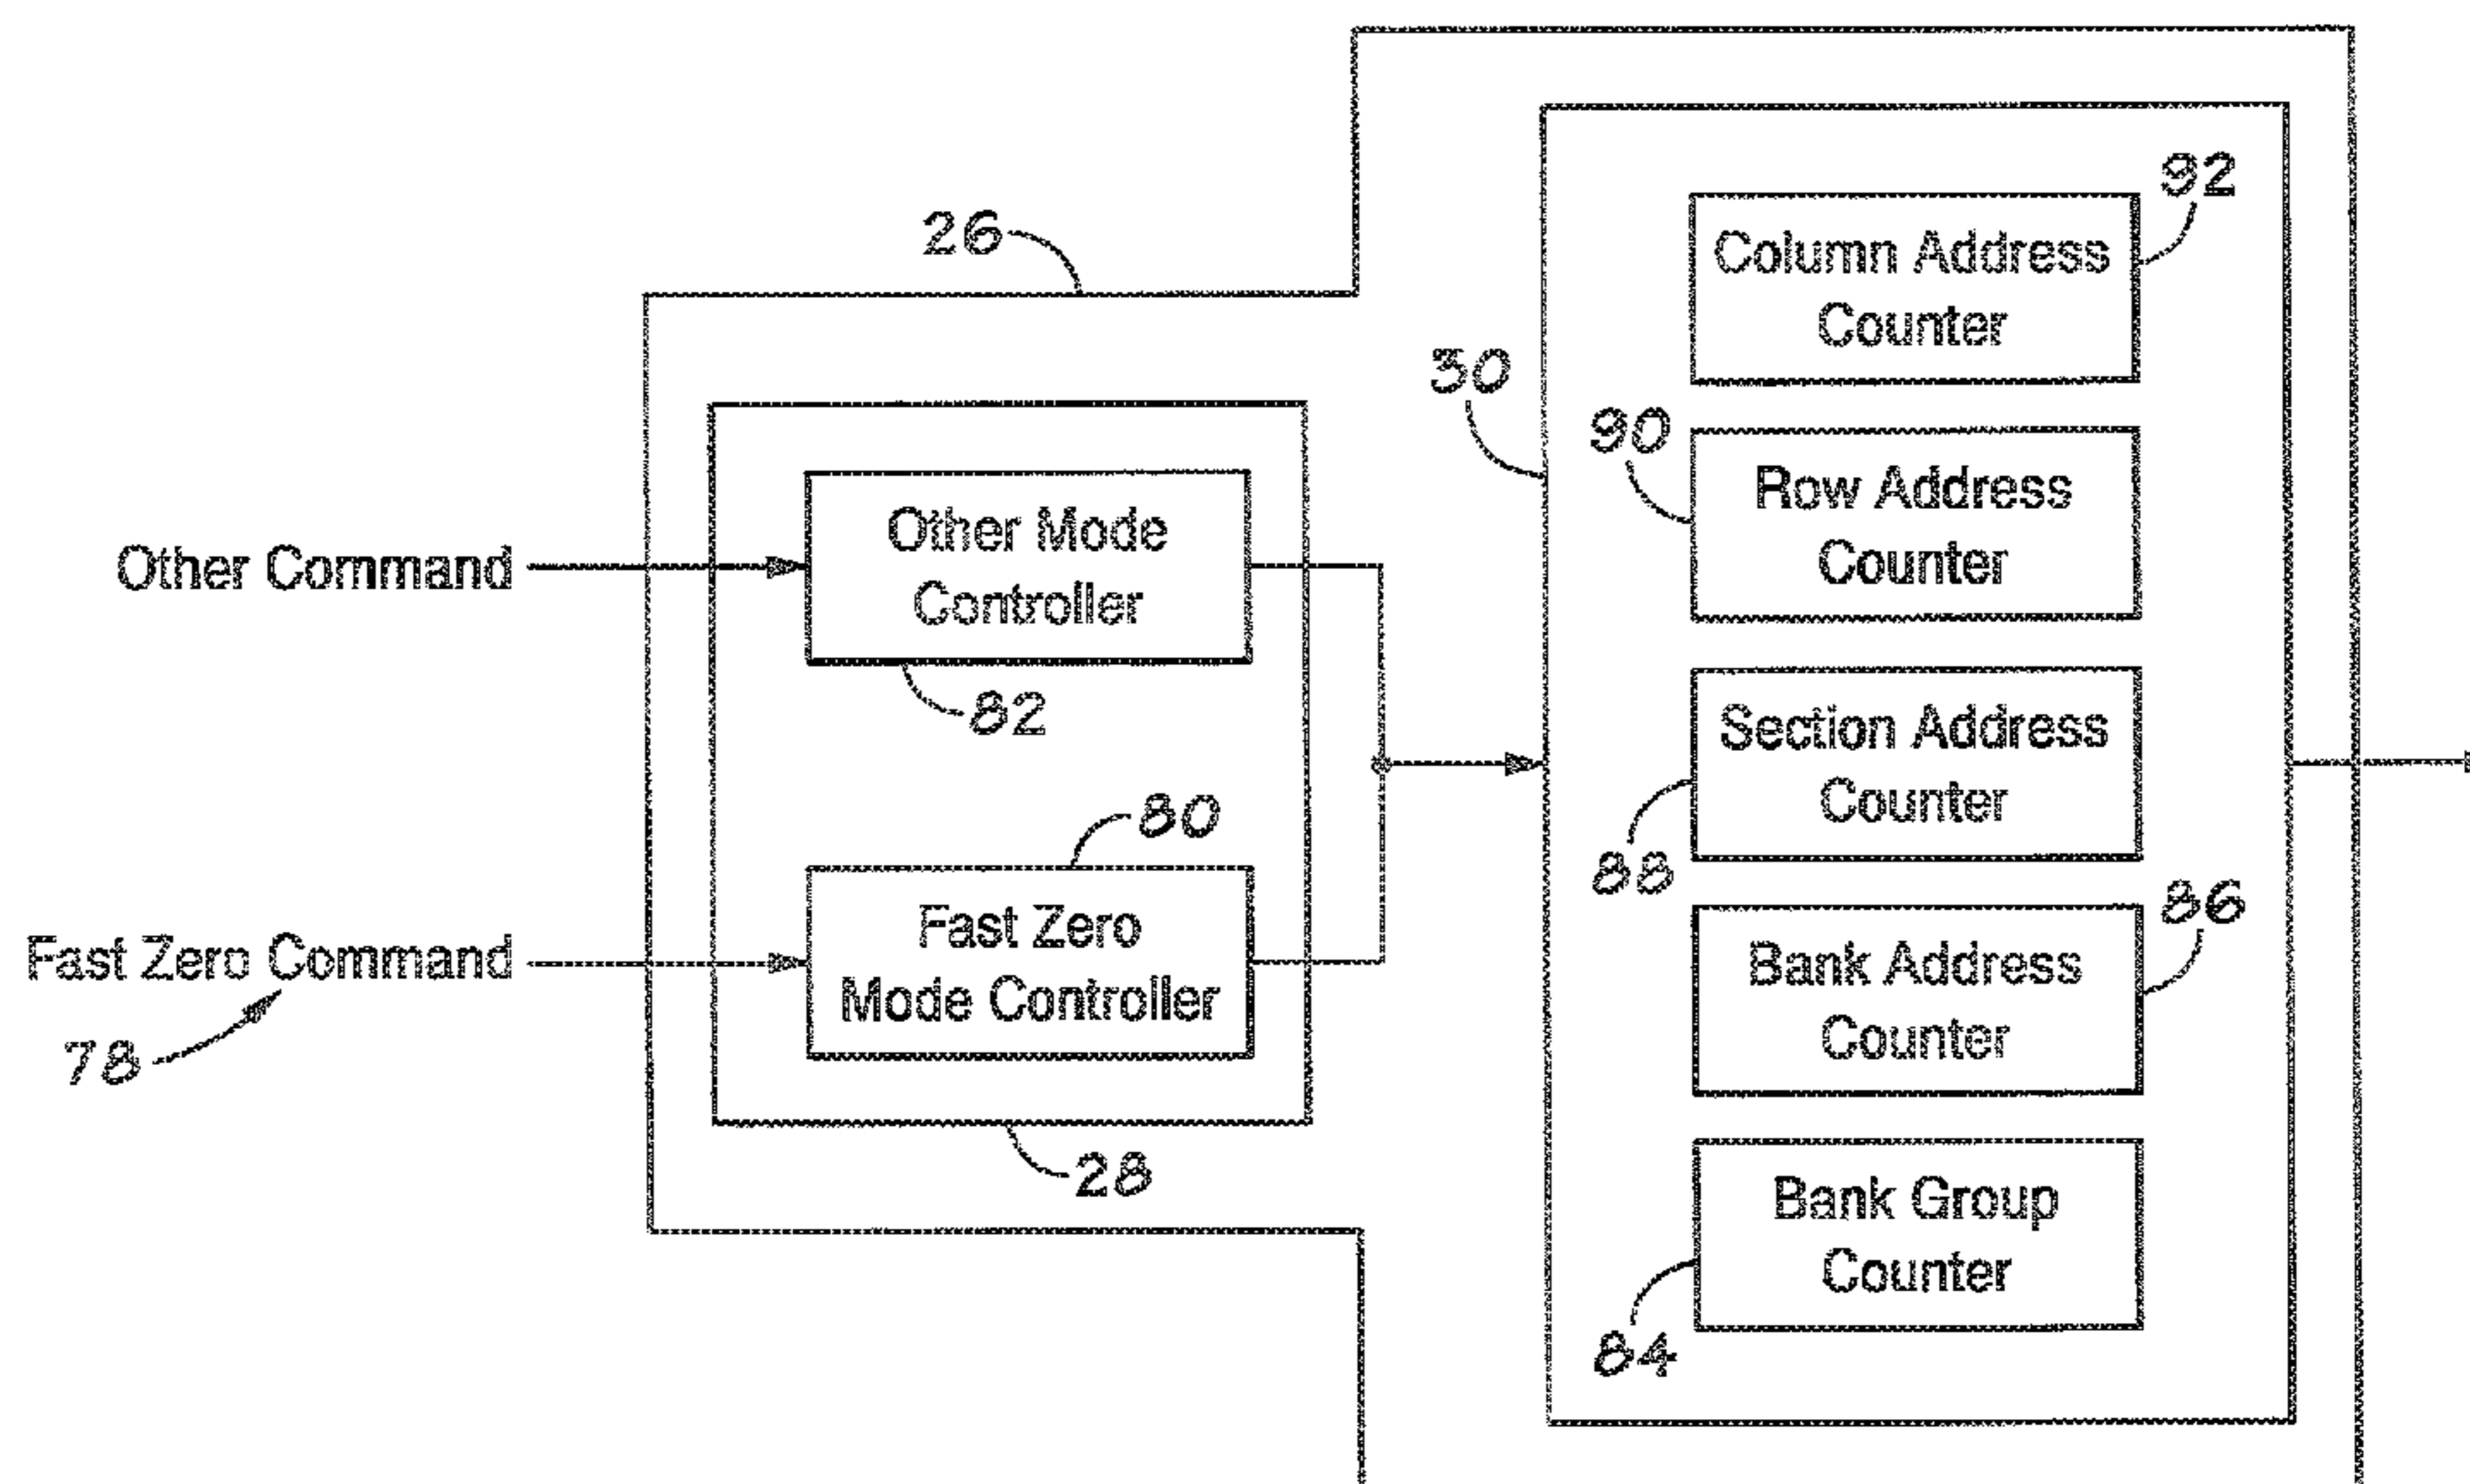 92
Column Address
Counter
26
30
90
Row Address
Counter
Other Command
Other Mode
Controller
82
Section Address
Counter
88
80
Fast Zero Command
78
Fast Zero
Mode Controller
86
Bank Address
Counter
28
Bank Group
Counter
84